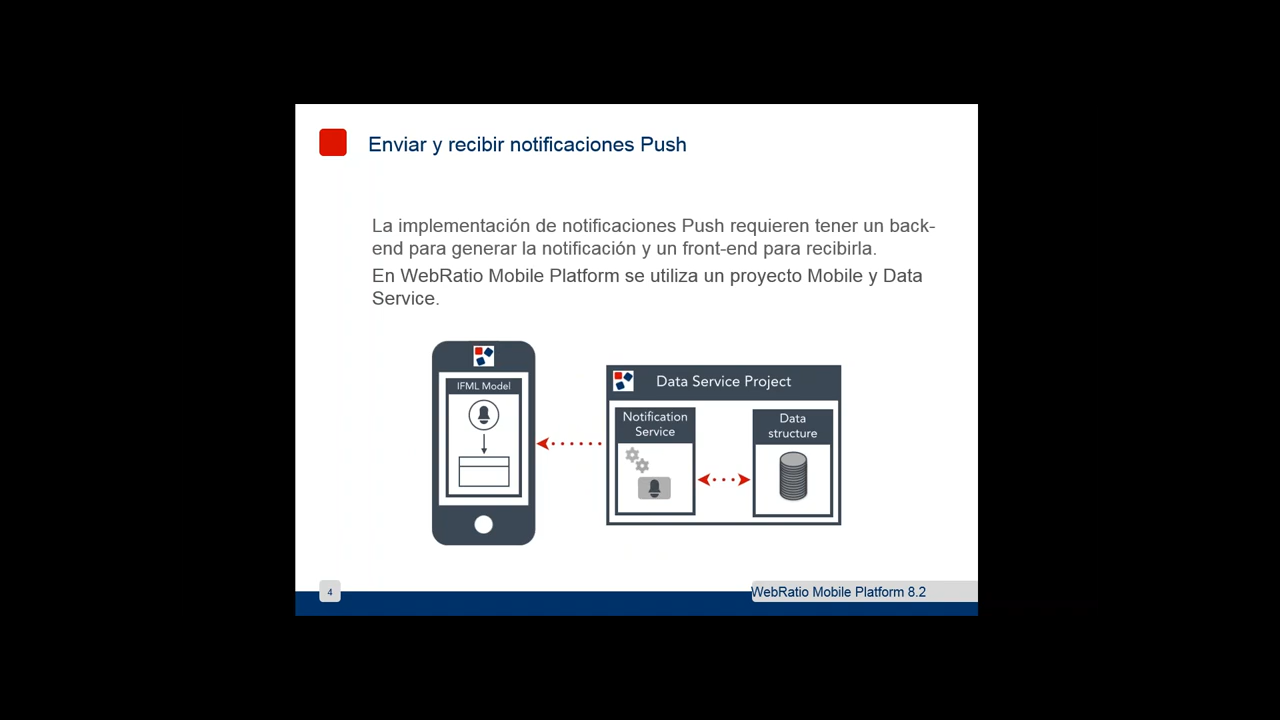 Enviar y recibir notificaciones Push
La implementación de notificaciones Push requieren tener un back-
end para generar la notificación y un front-end para recibirla.
En WebRatio Mobile Platform se utiliza un proyecto Mobile y Data
Service.
IFML Model
Data Service Project
Notification
Service
Data
structure
4
WebRatio Mobile Platform 8.2